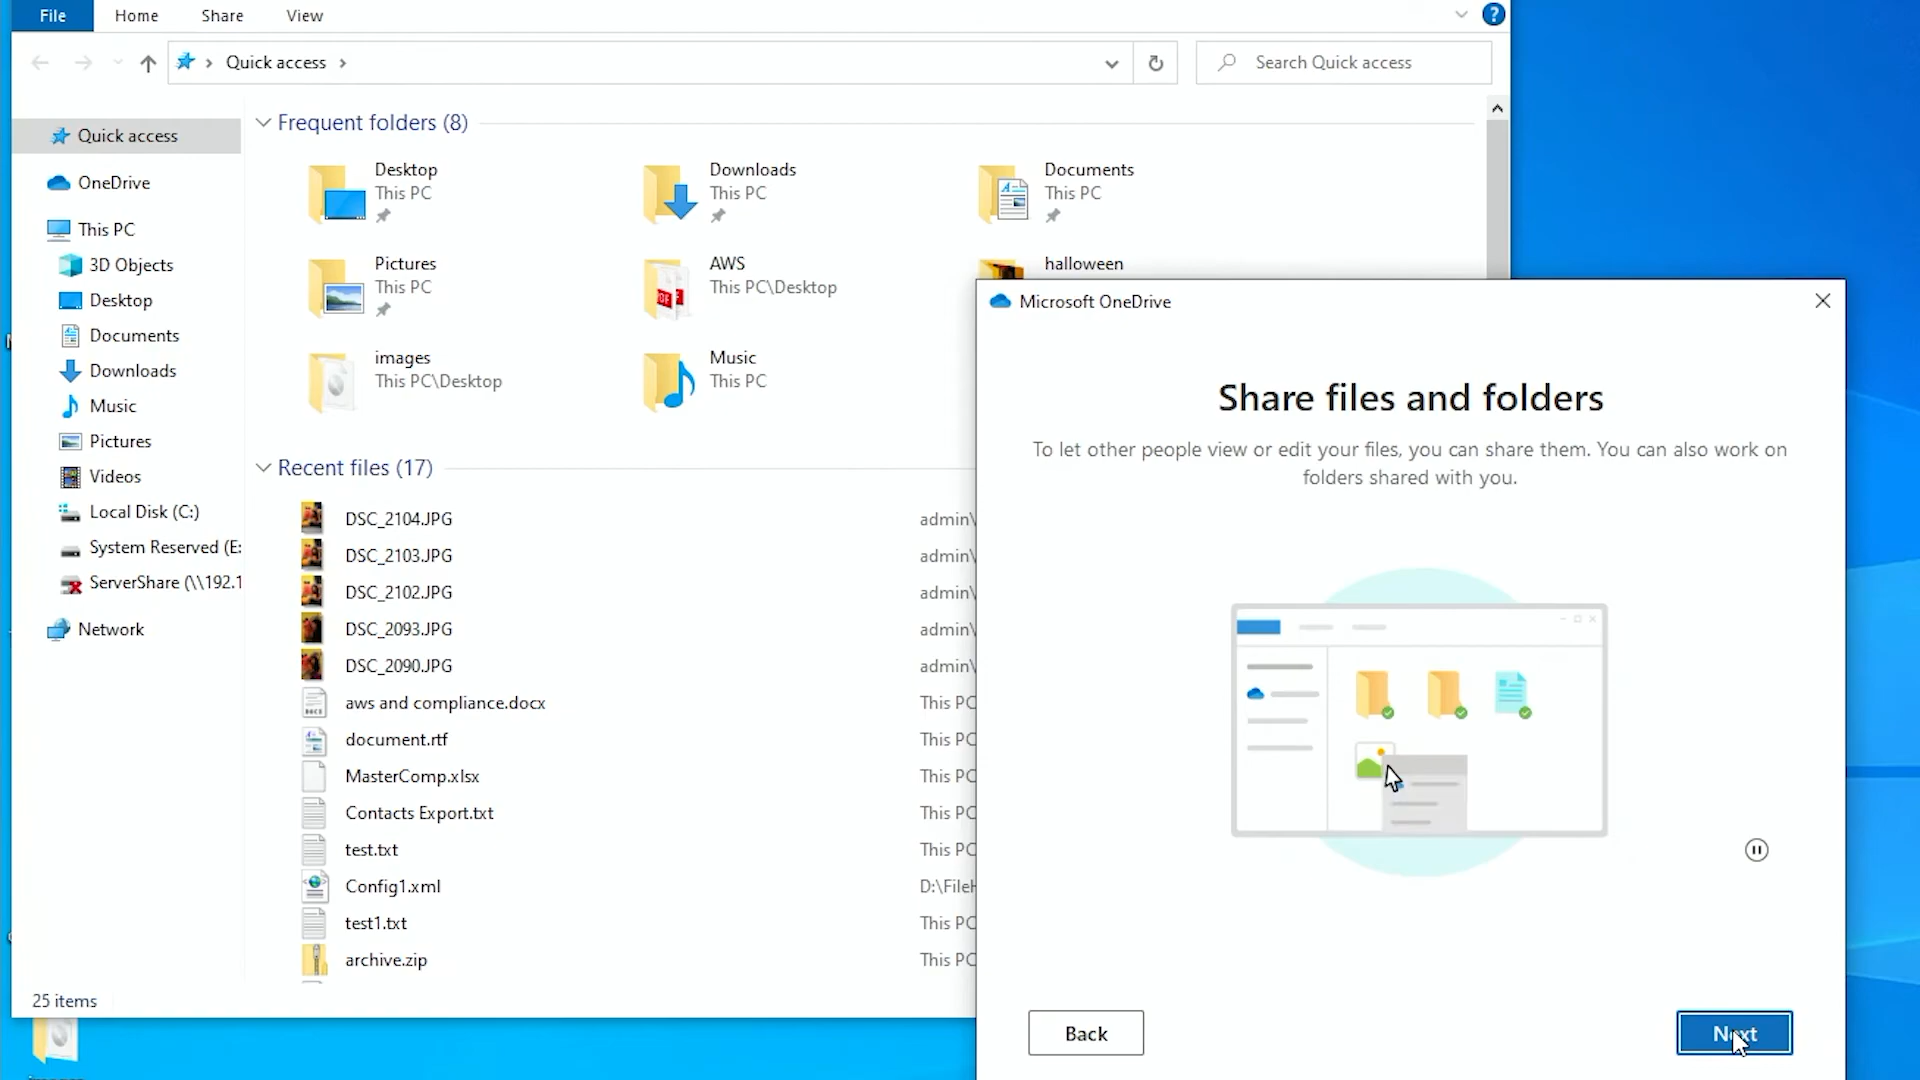 File
Home
Share
View
?
Quick access
Search Quick access
Quick access
OneDrive
This PC
3D Objects
Desktop
Documents
Downloads
Music
Pictures
Videos
Local Disk (C:)
System Reserved (E:
ServerShare (\\192.1
Network
Frequent folders (8)
Desktop
This PC
Downloads
This PC
Documents
This PC
Pictures
This PC
AWS
This PC\Desktop
halloween
images
This PC\Desktop
Music
This PC
Recent files (17)
DSC_2104.JPG admin\
DSC_2103.JPG admin\
DSC_2102.JPG admin\
DSC_2093.JPG admin\
DSC_2090.JPG admin\
aws and compliance.docx This PC
document.rtf This PC
MasterComp.xlsx This PC
Contacts Export.txt This PC
test.txt This PC
Config1.xml D:\FileH
test1.txt This PC
archive.zip This PC
25 items
Microsoft OneDrive
Share files and folders
To let other people view or edit your files, you can share them. You can also work on
folders shared with you.
Back
Next